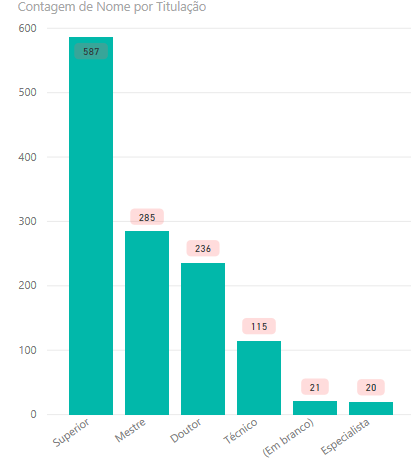 Contagem de Nome por Titulação
600
500
400
300
200
100
0
587
285
236
115
21
20
Superior
Mestre
Doutor
Técnico
(Em branco)
Especialista